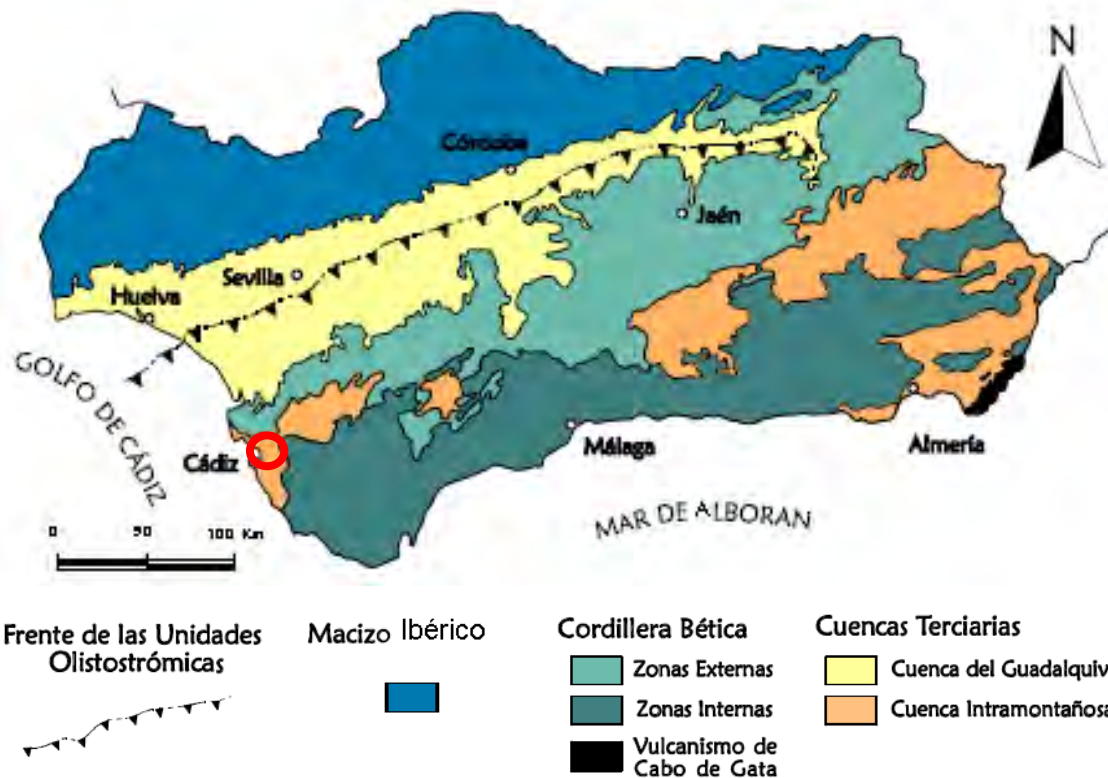 N
Córdoba
Jaén
Sevilla
Huelva
GOLFO DE CÁDIZ
Cádiz
Málaga
Almería
MAR DE ALBORAN
0 50 100 Km
Frente de las Unidades
Olistostrómicas
Macizo Ibérico
Cordillera Bética
Zonas Externas
Zonas Internas
Vulcanismo de
Cabo de Gata
Cuencas Terciarias
Cuenca del Guadalquiv
Cuenca Intramontañosa